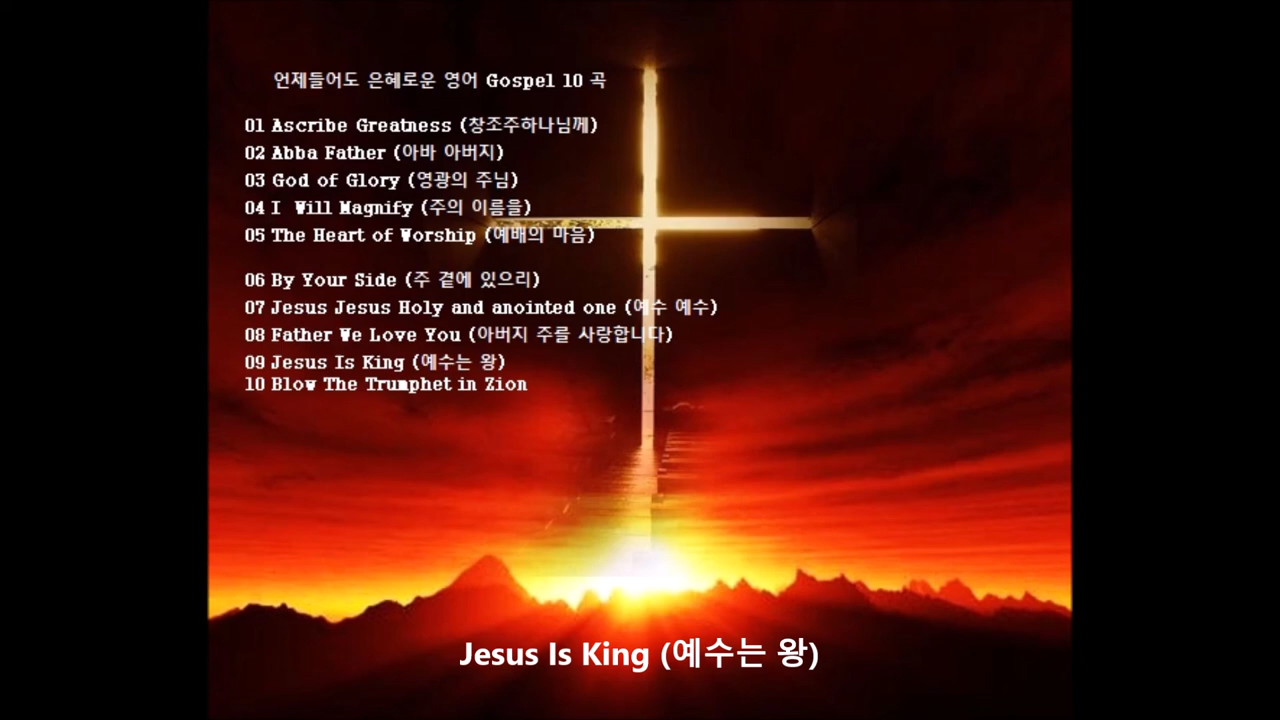 언제들어도 은혜로운 영어 Gospel 10 곡
01 Ascribe Greatness (창조주하나님께)
02 Abba Father (아바 아버지)
03 God of Glory (영광의 주님)
04 I Will Magnify (주의 이름을)
05 The Heart of Worship (예배의 마음)
06 By Your Side (주 곁에 있으리)
07 Jesus Jesus Holy and anointed one (예수 예수)
08 Father We Love You (아버지 주를 사랑합니다)
09 Jesus Is King (예수는 왕)
10 Blow The Trumphet in Zion
Jesus Is King (예수는 왕)